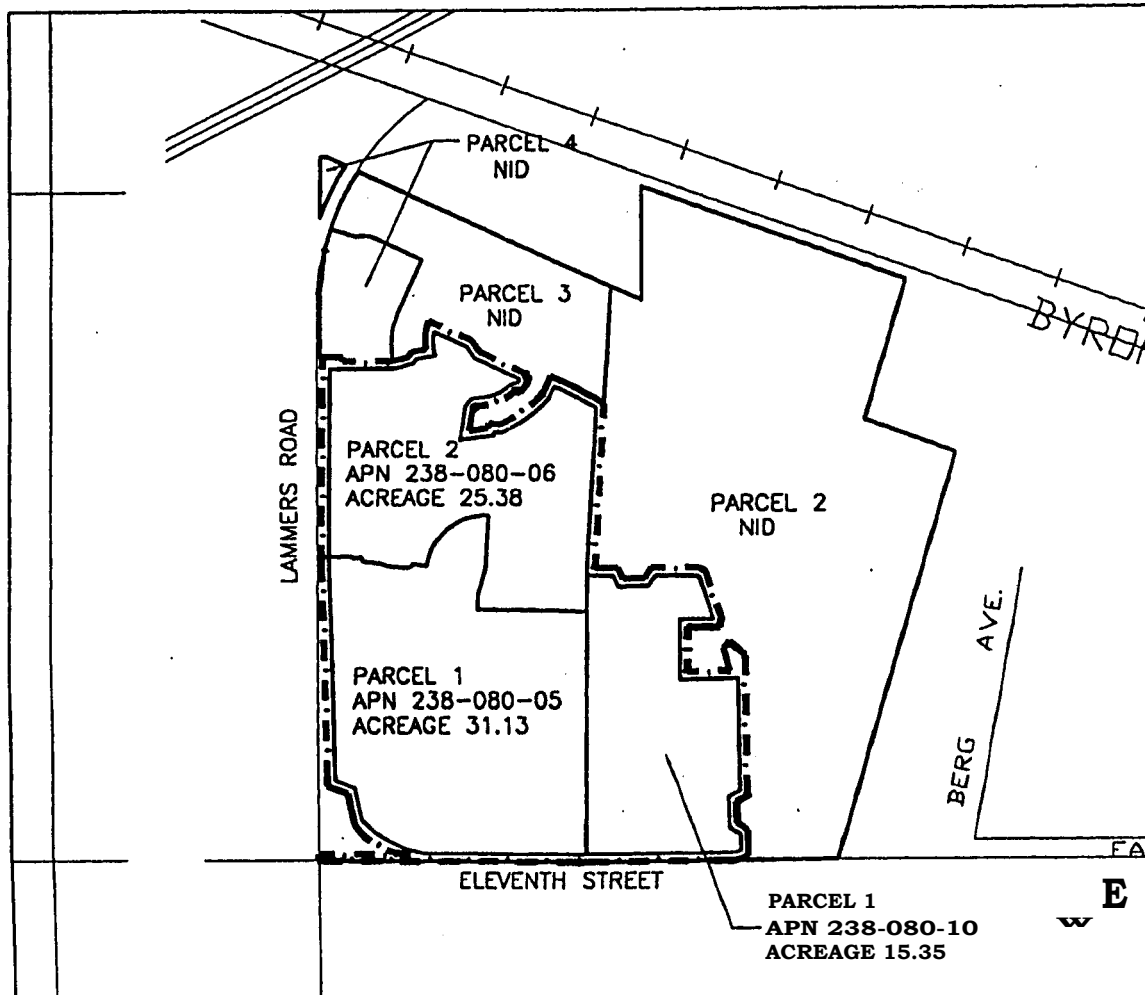 PARCEL 4
NID
PARCEL 3
NID
BYRON
LAMMERS ROAD
PARCEL 2
APN 238-080-06
ACREAGE 25.38
PARCEL 2
NID
AVE.
BERG
PARCEL 1
APN 238-080-05
ACREAGE 31.13
FA
ELEVENTH STREET
E
W
PARCEL 1
APN 238-080-10
ACREAGE 15.35